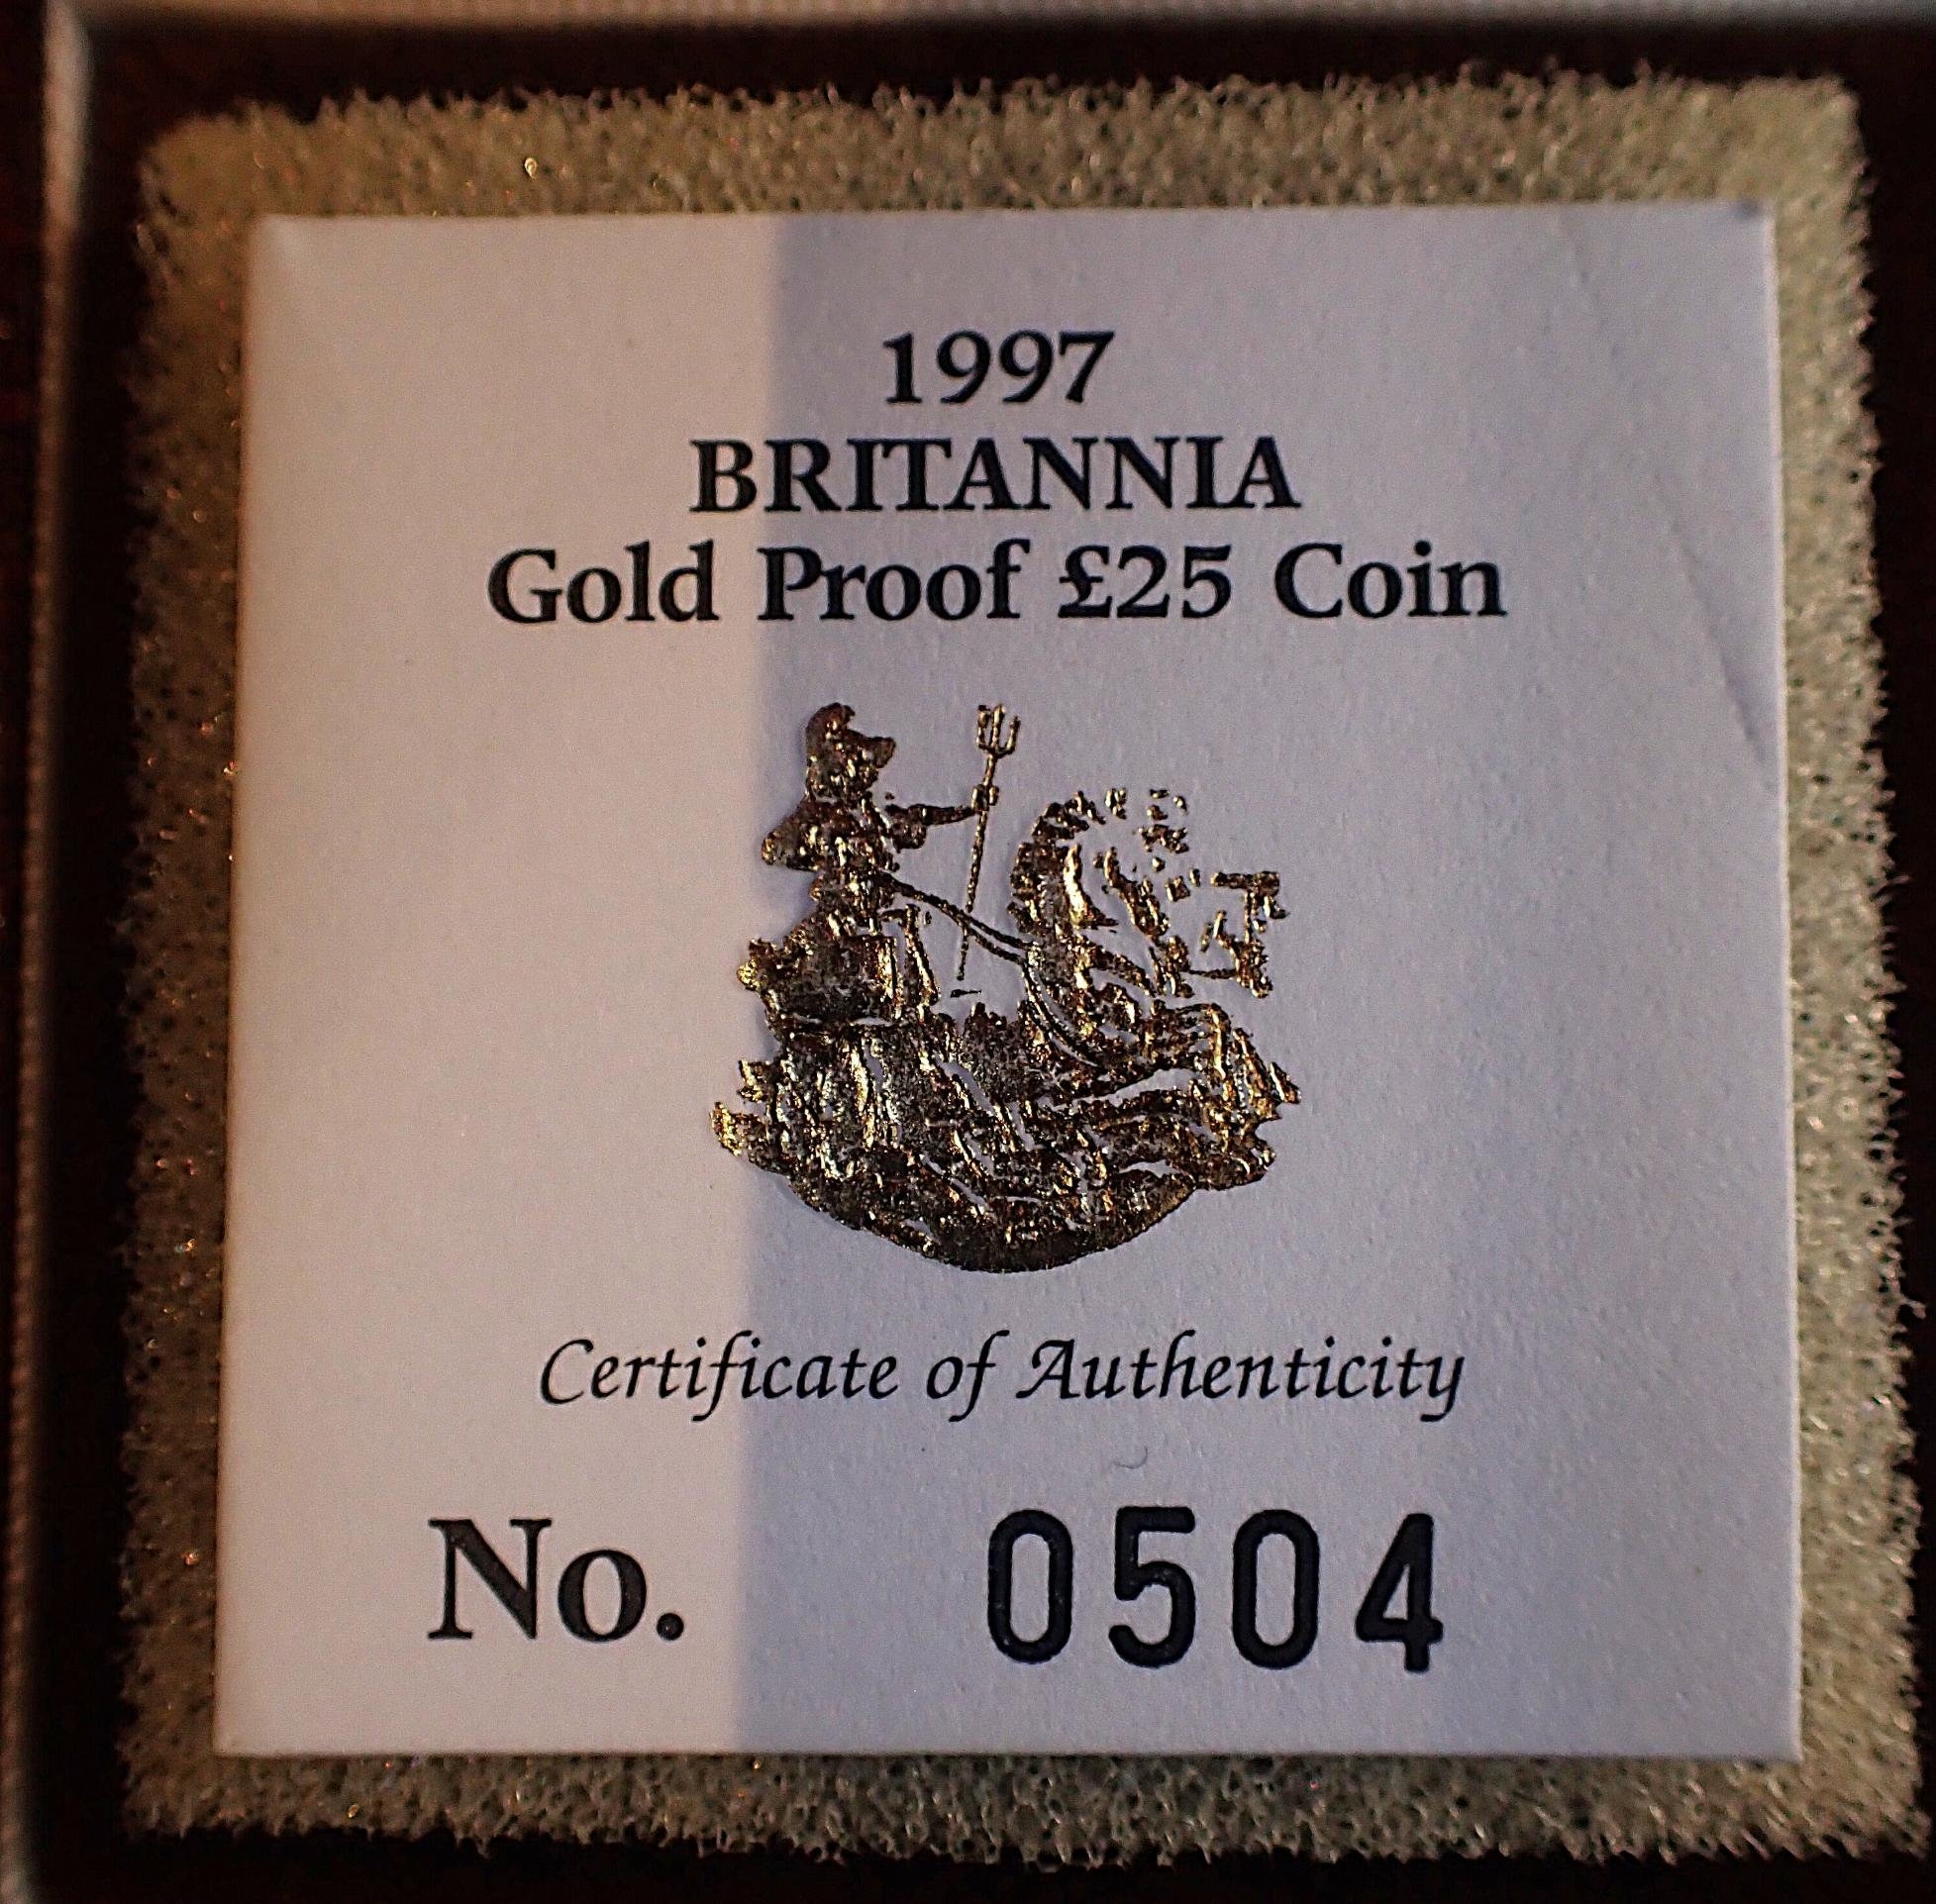 1997
BRITANNIA
Gold Proof £25 Coin
Certificate of Authenticity
No. 0504